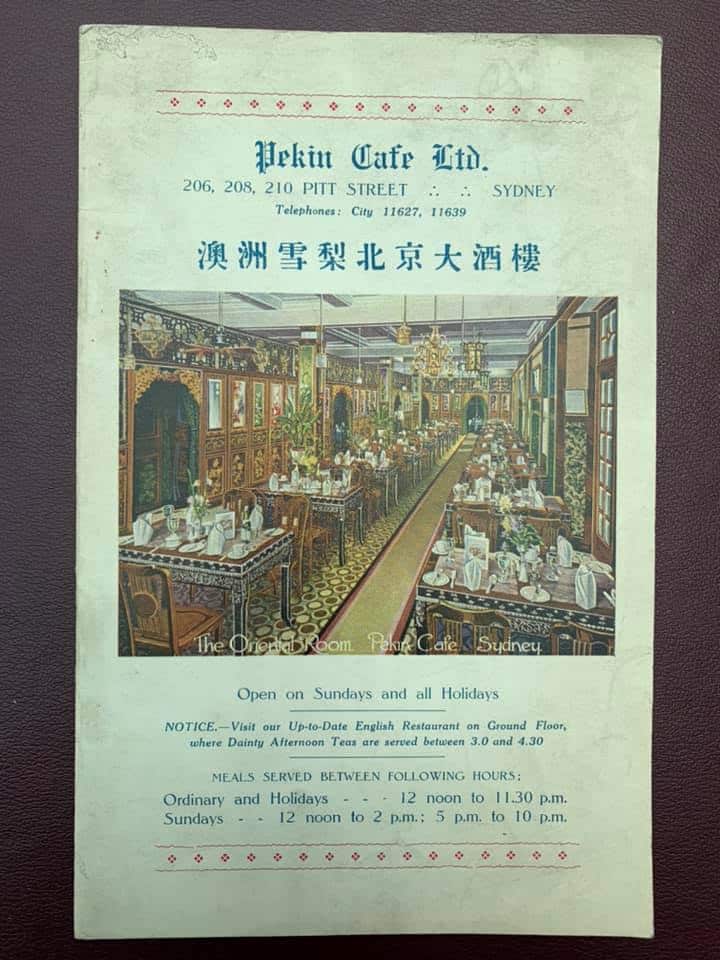 Pekin Cafe Ltd.
206, 208, 210 PITT STREET ∴ ∴ SYDNEY
Telephones: City 11627, 11639
澳洲雪梨北京大酒樓
The Oriental Room. Pekin Cafe Sydney.
Open on Sundays and all Holidays
NOTICE.—Visit our Up-to-Date English Restaurant on Ground Floor,
where Dainty Afternoon Teas are served between 3.0 and 4.30
MEALS SERVED BETWEEN FOLLOWING HOURS:
Ordinary and Holidays - - - 12 noon to 11.30 p.m.
Sundays - - 12 noon to 2 p.m.; 5 p.m. to 10 p.m.